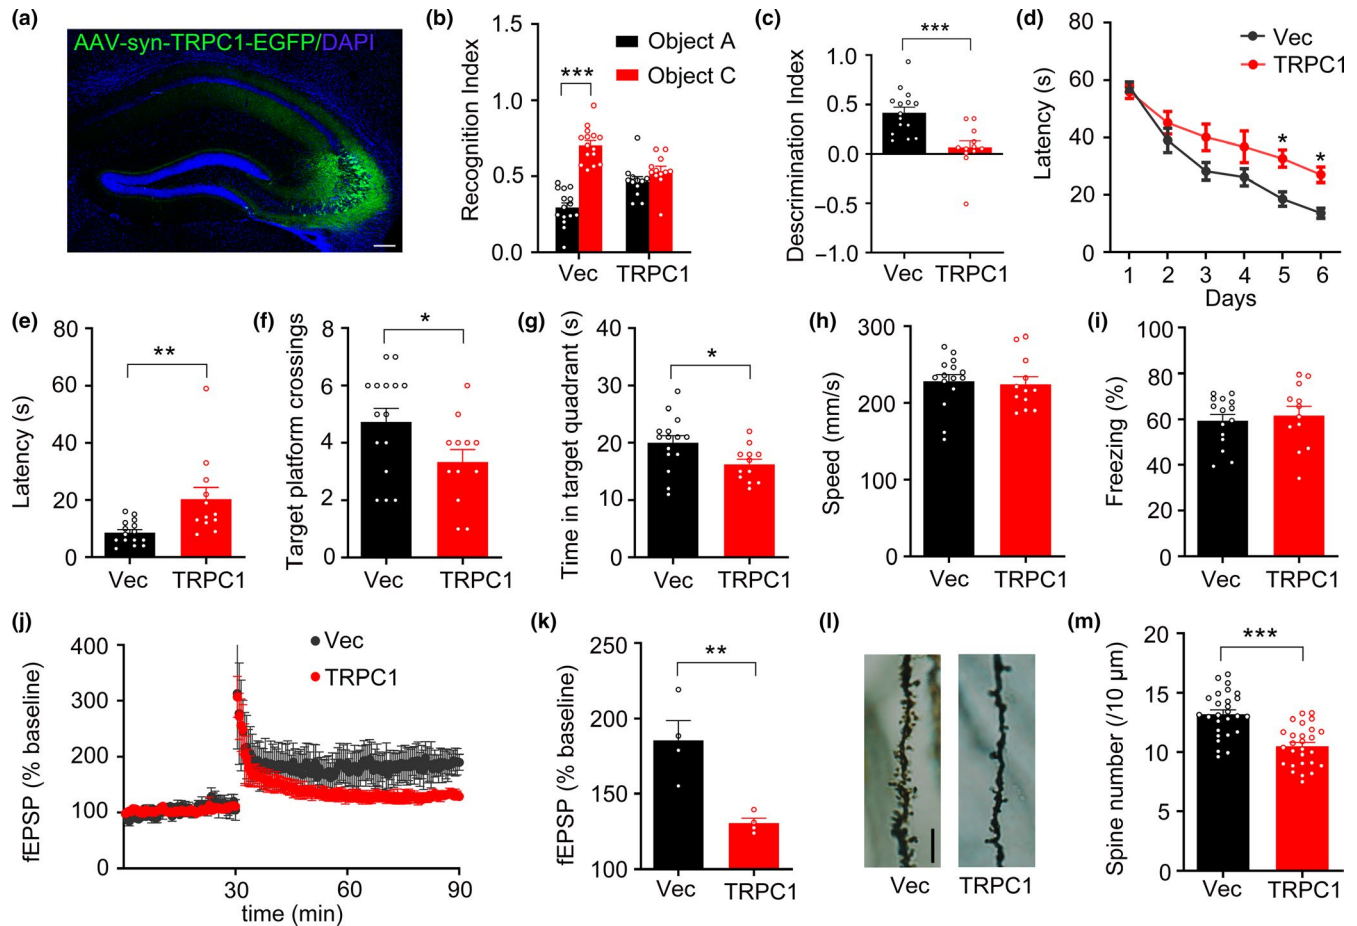 (a)
AAV-syn-TRPC1-EGFP/DAPI
(b)
Recognition Index
1.5
1.0
0.5
0.0
Object A
Object C
***
Vec
TRPC1
(c)
Descrimination Index
1.0
0.5
0.0
−0.5
−1.0
***
Vec
TRPC1
(d)
Latency (s)
80
60
40
20
0
Vec
TRPC1
*
*
1 2 3 4 5 6
Days
(e)
Latency (s)
80
60
40
20
0
**
Vec
TRPC1
(f)
Target platform crossings
8
6
4
2
0
*
Vec
TRPC1
(g)
Time in target quadrant (s)
40
30
20
10
0
*
Vec
TRPC1
(h)
Speed (mm/s)
300
200
100
0
Vec
TRPC1
(i)
Freezing (%)
100
80
60
40
20
0
Vec
TRPC1
(j)
fEPSP (% baseline)
400
300
200
100
0
Vec
TRPC1
30 60 90
time (min)
(k)
fEPSP (% baseline)
250
200
150
100
**
Vec
TRPC1
(l)
Vec
TRPC1
(m)
Spine number (/10 μm)
20
15
10
5
0
***
Vec
TRPC1